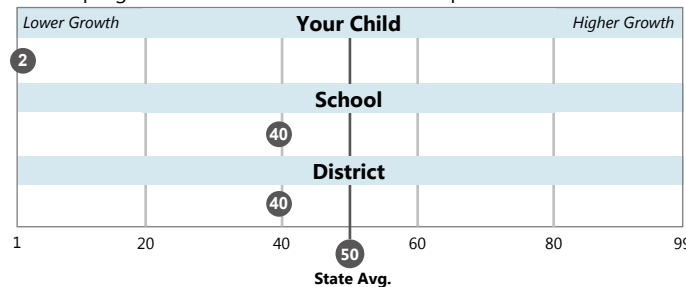 Lower Growth Your Child Higher Growth
2
School
40
District
40
1 20 40 50 60 80 99
State Avg.